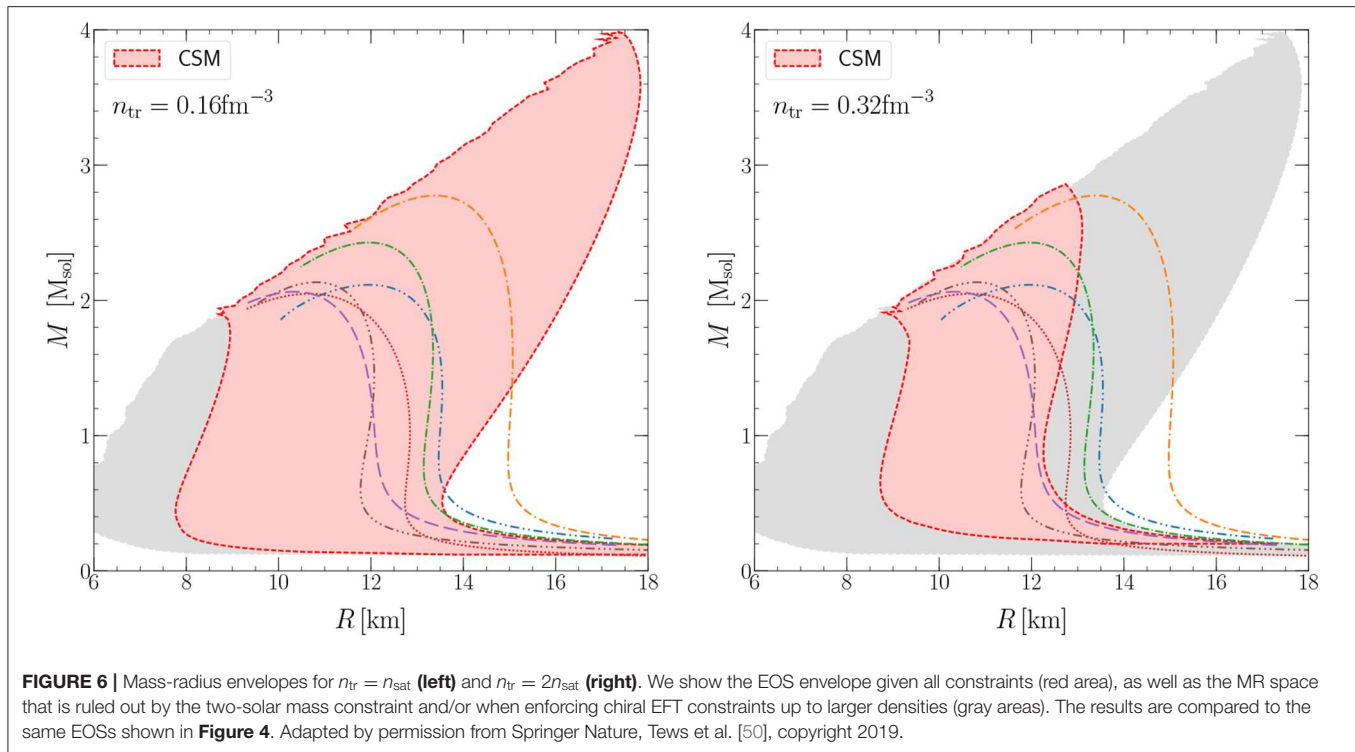 4
3
2
1
0
M [M_sol]
CSM
n_tr = 0.16fm⁻³
6
8
10
12
14
16
18
R [km]
4
3
2
1
0
M [M_sol]
CSM
n_tr = 0.32fm⁻³
6
8
10
12
14
16
18
R [km]
FIGURE 6 | Mass-radius envelopes for n_tr = n_sat (left) and n_tr = 2n_sat (right). We show the EOS envelope given all constraints (red area), as well as the MR space
that is ruled out by the two-solar mass constraint and/or when enforcing chiral EFT constraints up to larger densities (gray areas). The results are compared to the
same EOSs shown in Figure 4. Adapted by permission from Springer Nature, Tews et al. [50], copyright 2019.